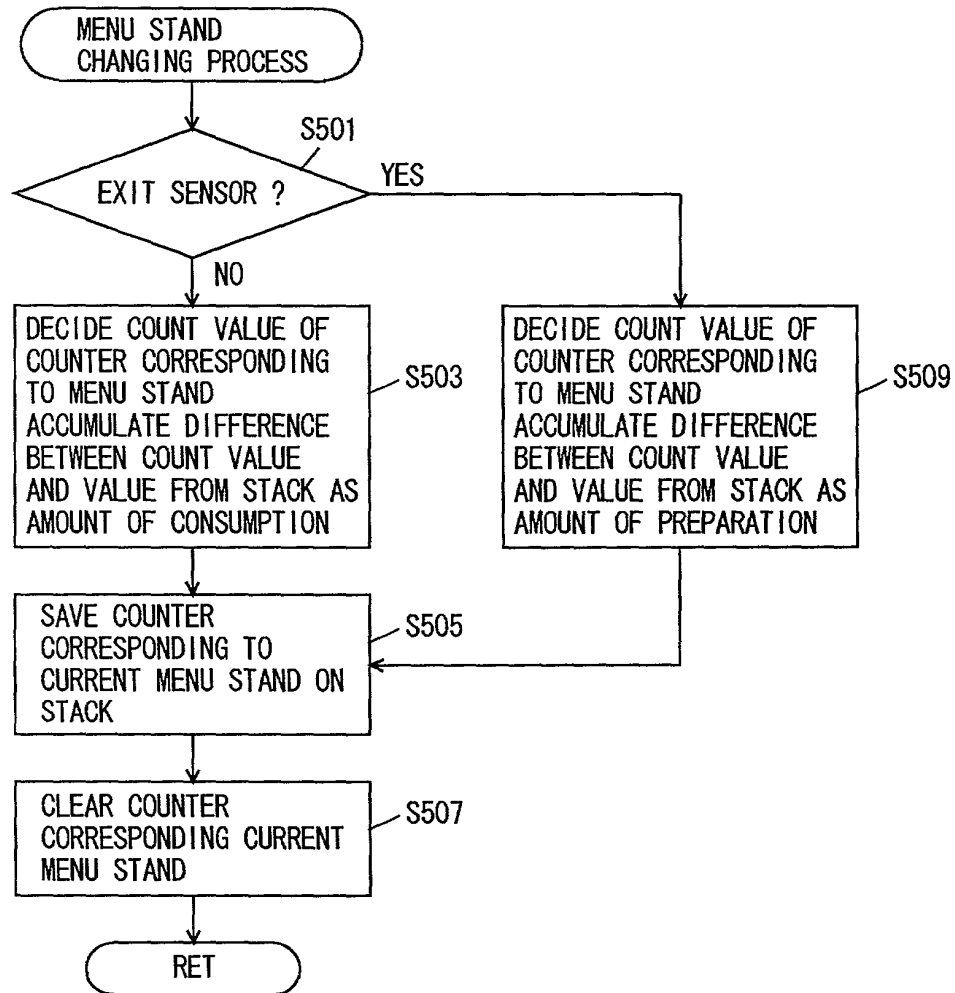 MENU STAND
CHANGING PROCESS
S501
EXIT SENSOR ?
YES
NO
DECIDE COUNT VALUE OF
COUNTER CORRESPONDING
TO MENU STAND
ACCUMULATE DIFFERENCE
BETWEEN COUNT VALUE
AND VALUE FROM STACK AS
AMOUNT OF CONSUMPTION
S503
DECIDE COUNT VALUE OF
COUNTER CORRESPONDING
TO MENU STAND
ACCUMULATE DIFFERENCE
BETWEEN COUNT VALUE
AND VALUE FROM STACK AS
AMOUNT OF PREPARATION
S509
SAVE COUNTER
CORRESPONDING TO
CURRENT MENU STAND ON
STACK
S505
CLEAR COUNTER
CORRESPONDING CURRENT
MENU STAND
S507
RET